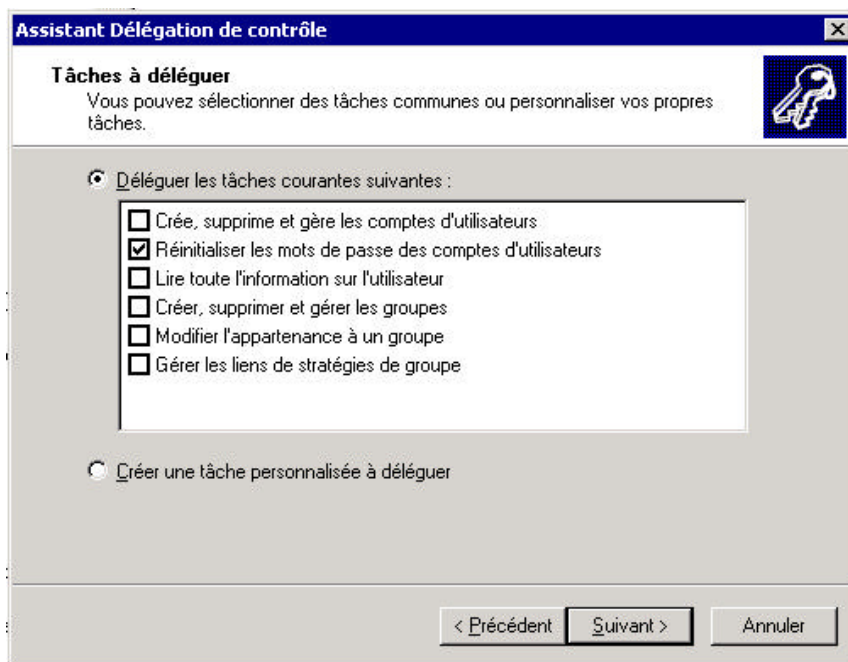 Assistant Délégation de contrôle
Tâches à déléguer
Vous pouvez sélectionner des tâches communes ou personnaliser vos propres
tâches.
Déléguer les tâches courantes suivantes :
Crée, supprime et gère les comptes d'utilisateurs
Réinitialiser les mots de passe des comptes d'utilisateurs
Lire toute l'information sur l'utilisateur
Créer, supprimer et gérer les groupes
Modifier l'appartenance à un groupe
Gérer les liens de stratégies de groupe
Créer une tâche personnalisée à déléguer
< Précédent Suivant > Annuler